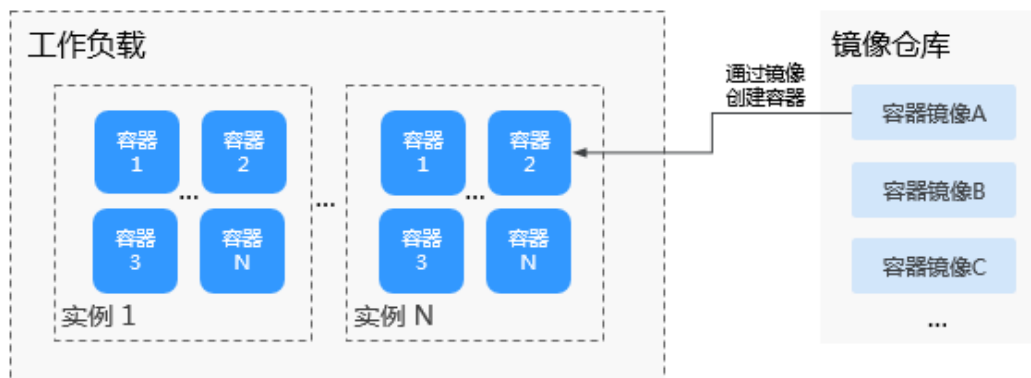 工作负载
镜像仓库
通过镜像
创建容器
容器
1
容器
2
...
容器
3
容器
N
实例 1
...
容器
1
容器
2
...
容器
3
容器
N
实例 N
容器镜像A
容器镜像B
容器镜像C
...